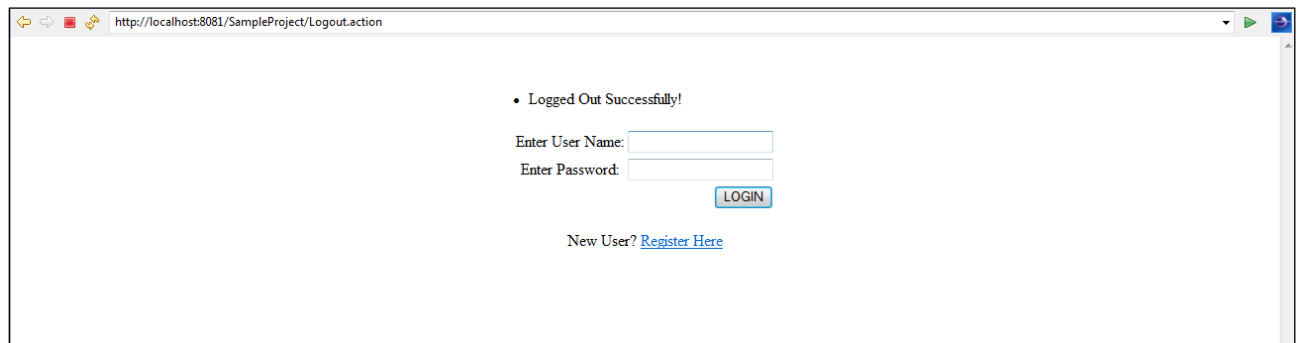 http://localhost:8081/SampleProject/Logout.action
Logged Out Successfully!
Enter User Name:
Enter Password:
LOGIN
New User? Register Here